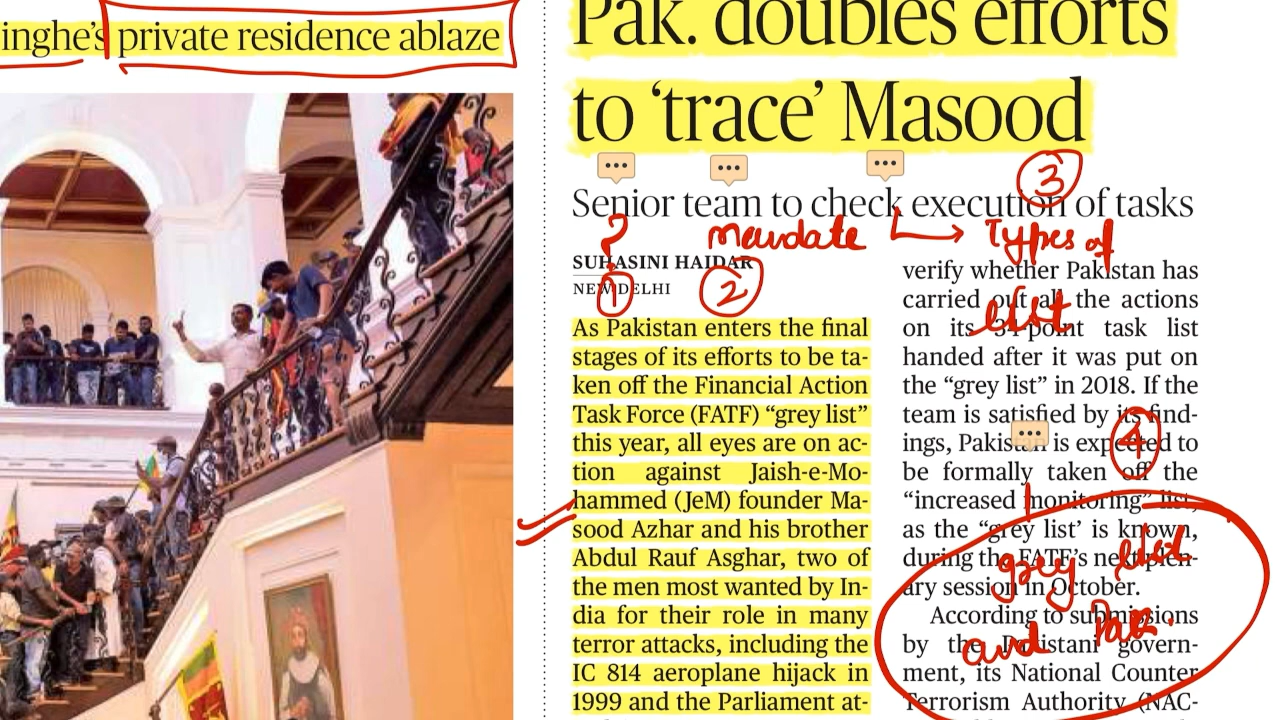 inghe's private residence ablaze
Pak. doubles efforts
to ‘trace’ Masood
Senior team to check execution of tasks
?
1
mandate
2
Types of
list
3
SUHASINI HAIDAR
NEW DELHI
As Pakistan enters the final
stages of its efforts to be ta-
ken off the Financial Action
Task Force (FATF) “grey list”
this year, all eyes are on ac-
tion against Jaish-e-Mo-
hammed (JeM) founder Ma-
sood Azhar and his brother
Abdul Rauf Asghar, two of
the men most wanted by In-
dia for their role in many
terror attacks, including the
IC 814 aeroplane hijack in
1999 and the Parliament at-
verify whether Pakistan has
carried out all the actions
on its 34-point task list
handed after it was put on
the “grey list” in 2018. If the
team is satisfied by its find-
ings, Pakistan is expected to
be formally taken off the
“increased monitoring” list,
as the “grey list’ is known,
during the FATF’s next plen-
ary session in October.
According to submissions
by the Pakistani govern-
ment, its National Counter
Terrorism Authority (NAC-
4
grey list
and Pak.